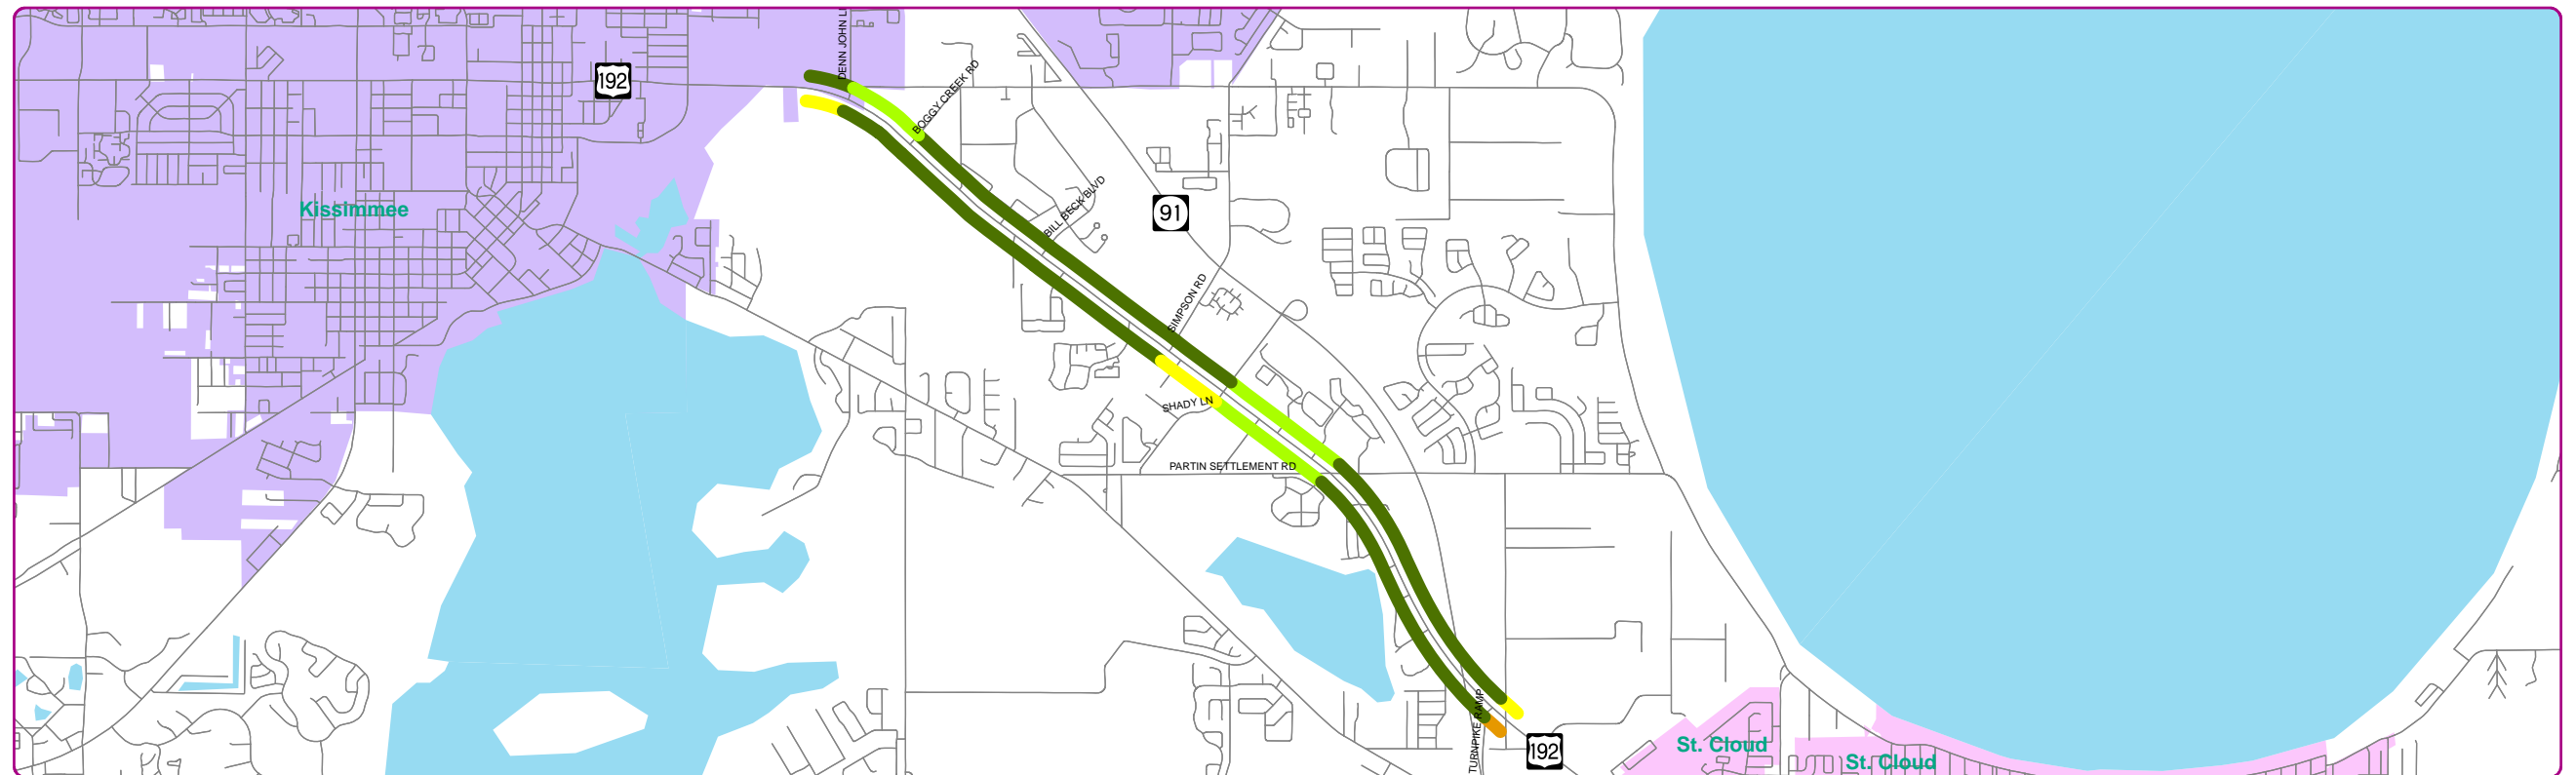 DENN JOHN L
192
BOGGY CREEK RD
Kissimmee
BILL BECK BLVD
91
SIMPSON RD
SHADY LN
PARTIN SETTLEMENT RD
TURNPIKE RAMP
192
St. Cloud
St. Cloud